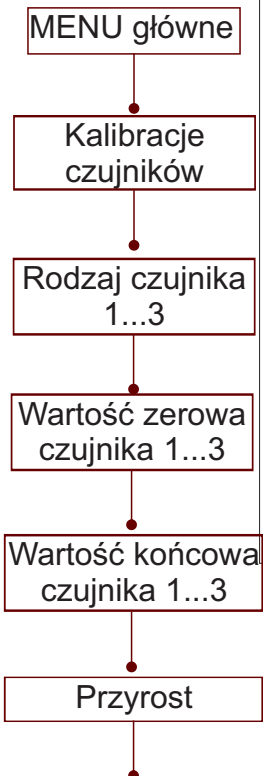 MENU główne
Kalibracje
czujników
Rodzaj czujnika
1...3
Wartość zerowa
czujnika 1...3
Wartość końcowa
czujnika 1...3
Przyrost